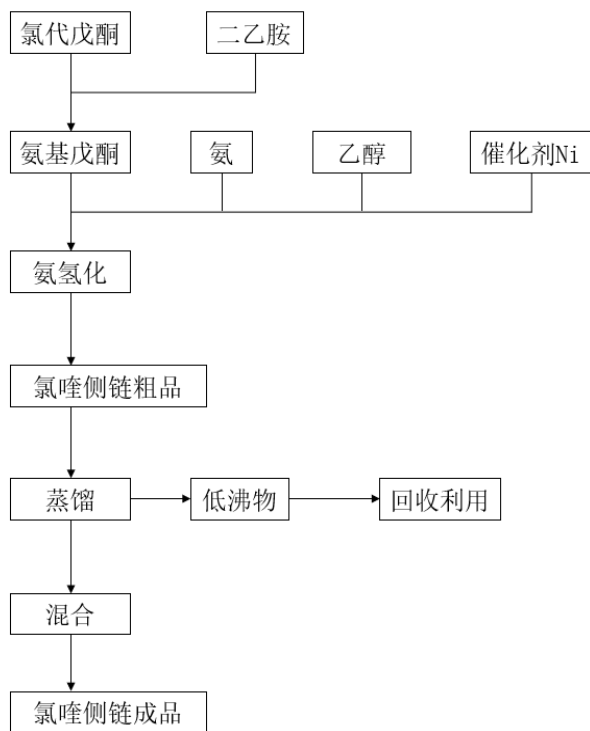 氯代戊酮
二乙胺
氨基戊酮
氨
乙醇
催化剂Ni
氨氢化
氯喹侧链粗品
蒸馏
低沸物
回收利用
混合
氯喹侧链成品